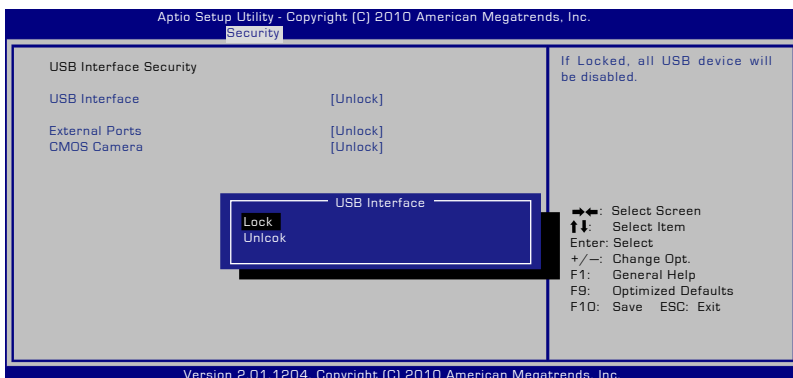 Aptio Setup Utility - Copyright (C) 2010 American Megatrends, Inc.
Security
USB Interface Security
USB Interface [Unlock]
External Ports [Unlock]
CMOS Camera [Unlock]
If Locked, all USB device will
be disabled.
USB Interface
Lock
Unlcok
→←: Select Screen
↑↓: Select Item
Enter: Select
+/—: Change Opt.
F1: General Help
F9: Optimized Defaults
F10: Save ESC: Exit
Version 2.01.1204. Copyright (C) 2010 American Megatrends, Inc.